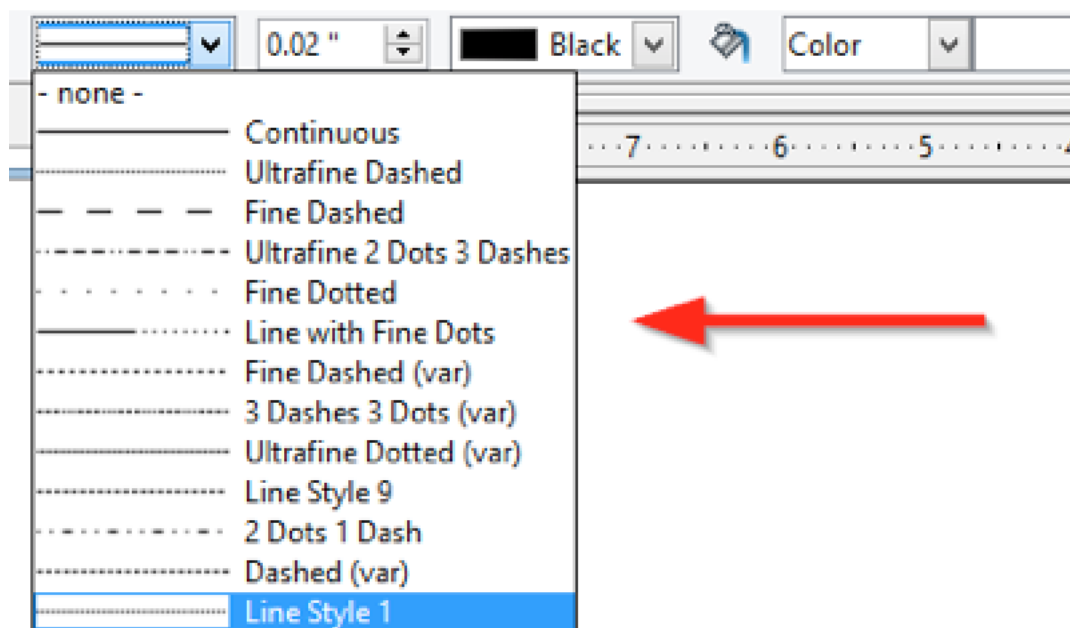 0.02 " Black Color
- none -
Continuous
···7····ı····6····ı····5····ı····4
Ultrafine Dashed
Fine Dashed
Ultrafine 2 Dots 3 Dashes
Fine Dotted
Line with Fine Dots
Fine Dashed (var)
3 Dashes 3 Dots (var)
Ultrafine Dotted (var)
Line Style 9
2 Dots 1 Dash
Dashed (var)
Line Style 1